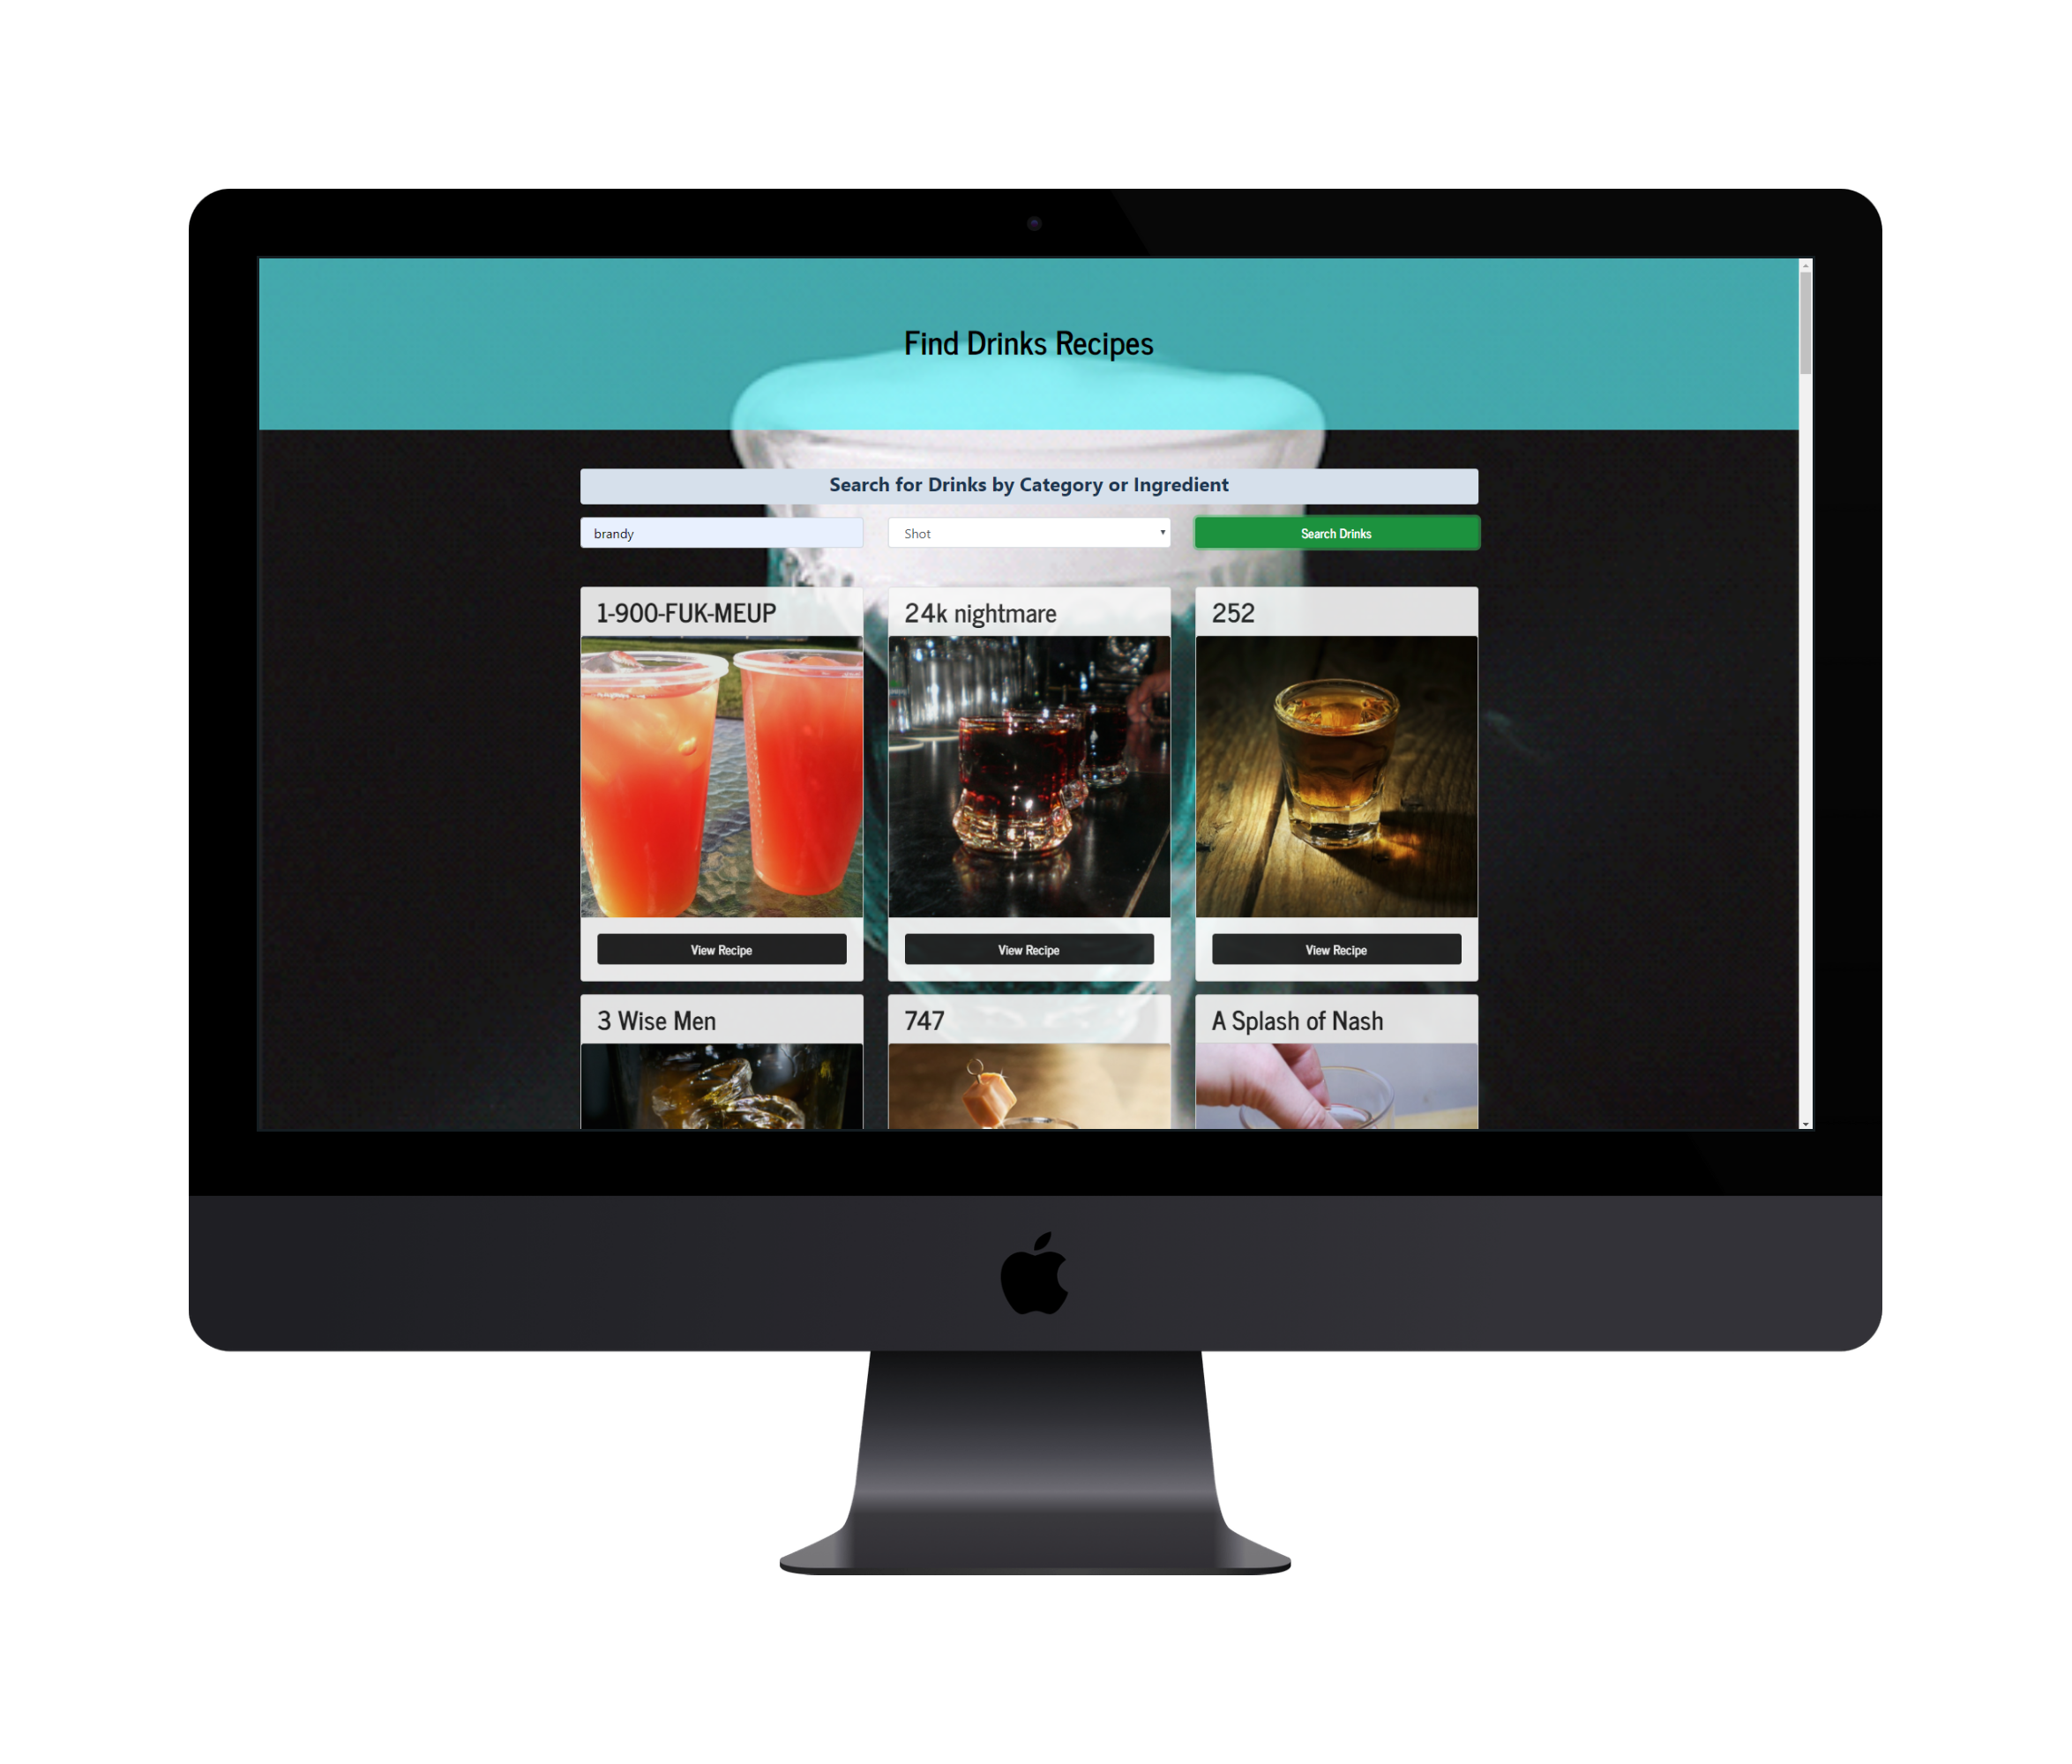 Find Drinks Recipes
Search for Drinks by Category or Ingredient
brandy
Shot
Search Drinks
1-900-FUK-MEUP
24k nightmare
252
View Recipe
View Recipe
View Recipe
3 Wise Men
747
A Splash of Nash